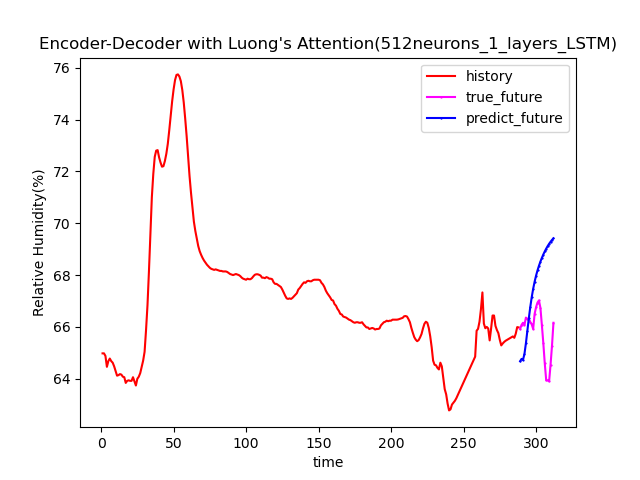 Encoder-Decoder with Luong's Attention(512neurons_1_layers_LSTM)
history
true_future
predict_future
Relative Humidity(%)
76
74
72
70
68
66
64
0 50 100 150 200 250 300
time